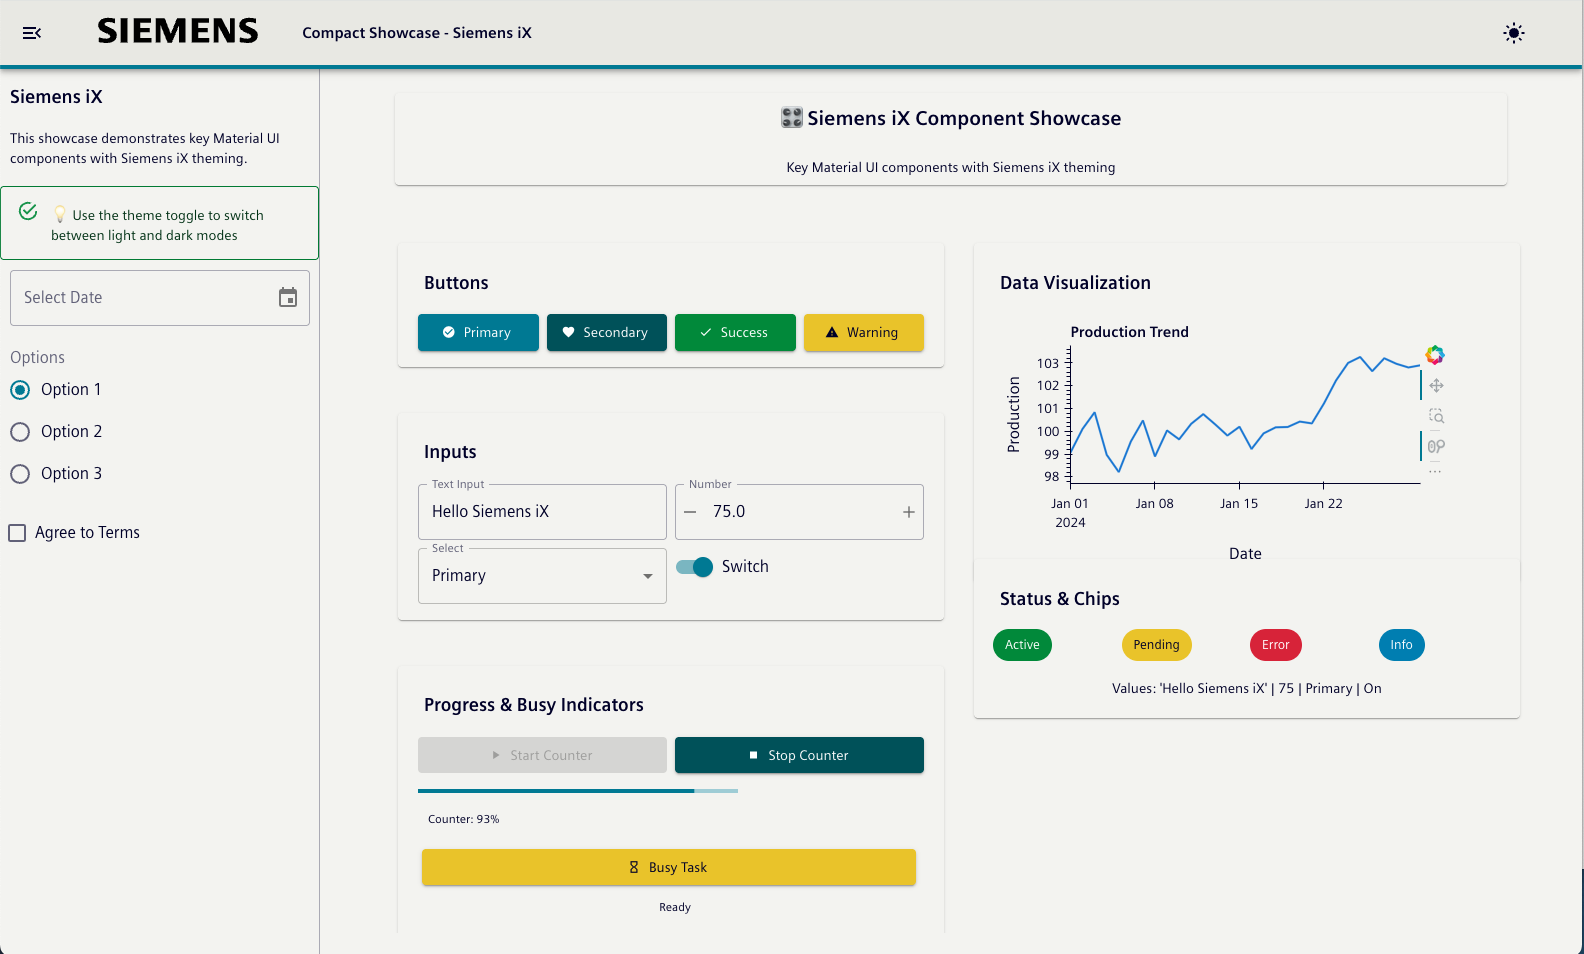 SIEMENS
Compact Showcase - Siemens iX
Siemens iX
This showcase demonstrates key Material UI
components with Siemens iX theming.
💡 Use the theme toggle to switch
between light and dark modes
Select Date
Options
Option 1
Option 2
Option 3
Agree to Terms
🎛️ Siemens iX Component Showcase
Key Material UI components with Siemens iX theming
Buttons
Primary
Secondary
Success
Warning
Inputs
Text Input
Hello Siemens iX
Number
75.0
Select
Primary
Switch
Progress & Busy Indicators
Start Counter
Stop Counter
Counter: 93%
Busy Task
Ready
Data Visualization
Production Trend
Production
103
102
101
100
99
98
Jan 01
2024
Jan 08
Jan 15
Jan 22
Date
Status & Chips
Active
Pending
Error
Info
Values: 'Hello Siemens iX' | 75 | Primary | On